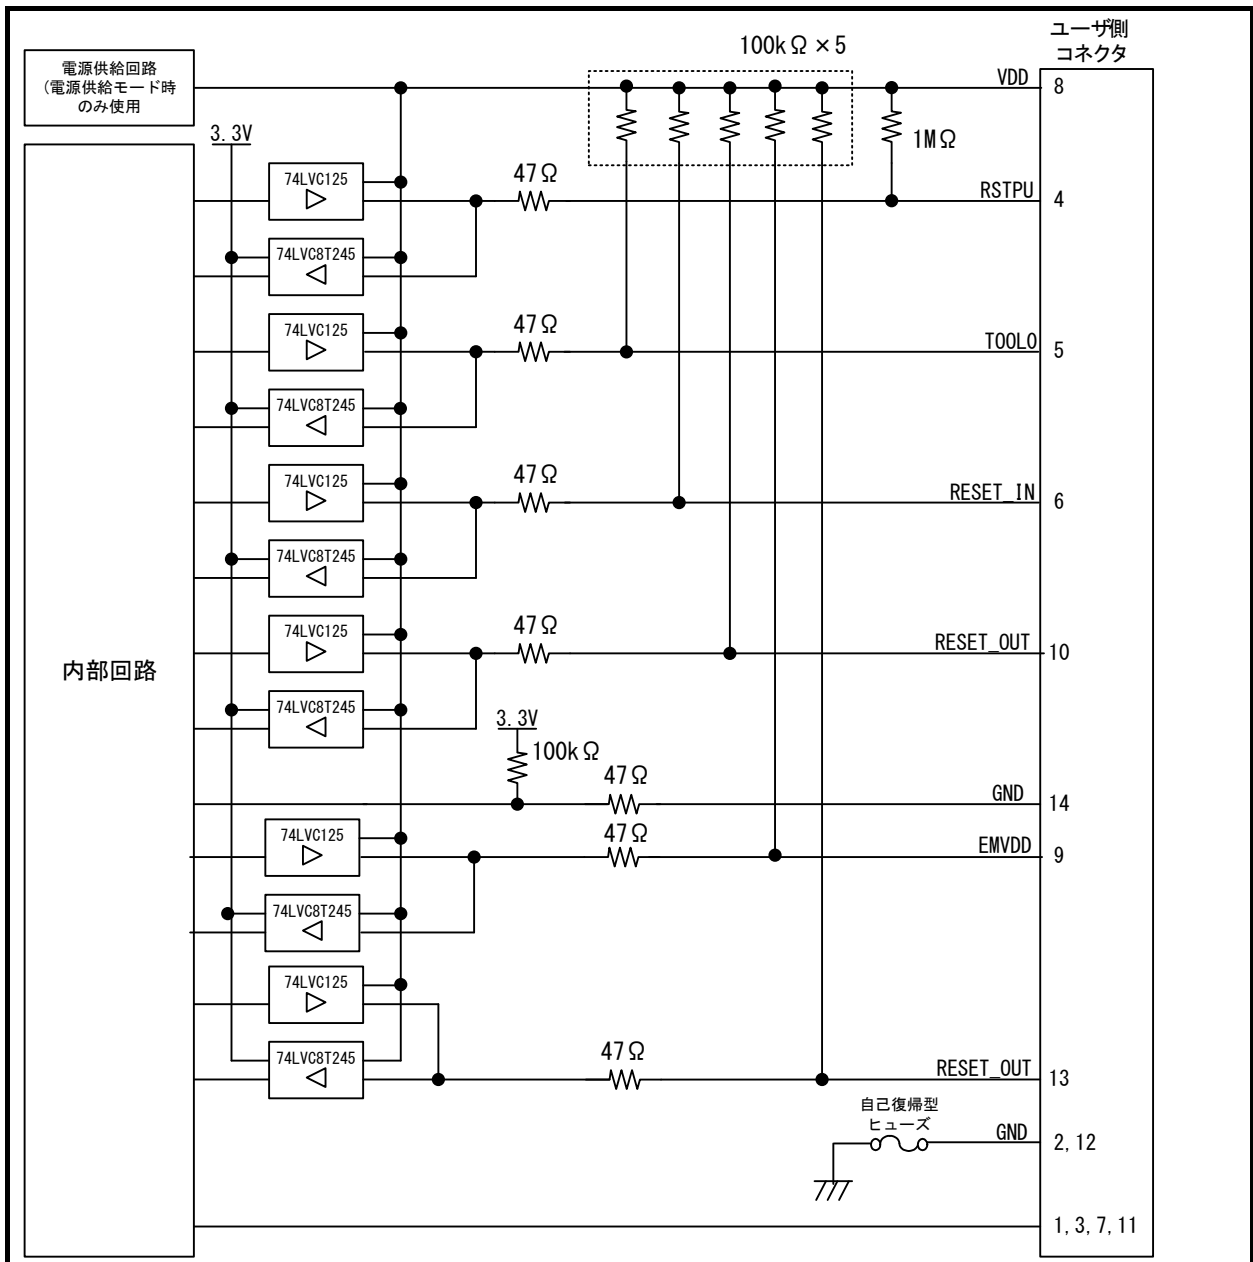 ユーザ側
コネクタ
100kΩ×5
電源供給回路
(電源供給モード時
のみ使用
VDD
8
3.3V
1MΩ
74LVC125
47Ω
RSTPU
4
74LVC8T245
74LVC125
47Ω
TOOL0
5
74LVC8T245
74LVC125
47Ω
RESET_IN
6
74LVC8T245
74LVC125
47Ω
RESET_OUT
10
内部回路
74LVC8T245
3.3V
100kΩ
47Ω
GND
14
74LVC125
47Ω
EMVDD
9
74LVC8T245
74LVC125
74LVC8T245
47Ω
RESET_OUT
13
自己復帰型
ヒューズ
GND
2,12
1,3,7,11